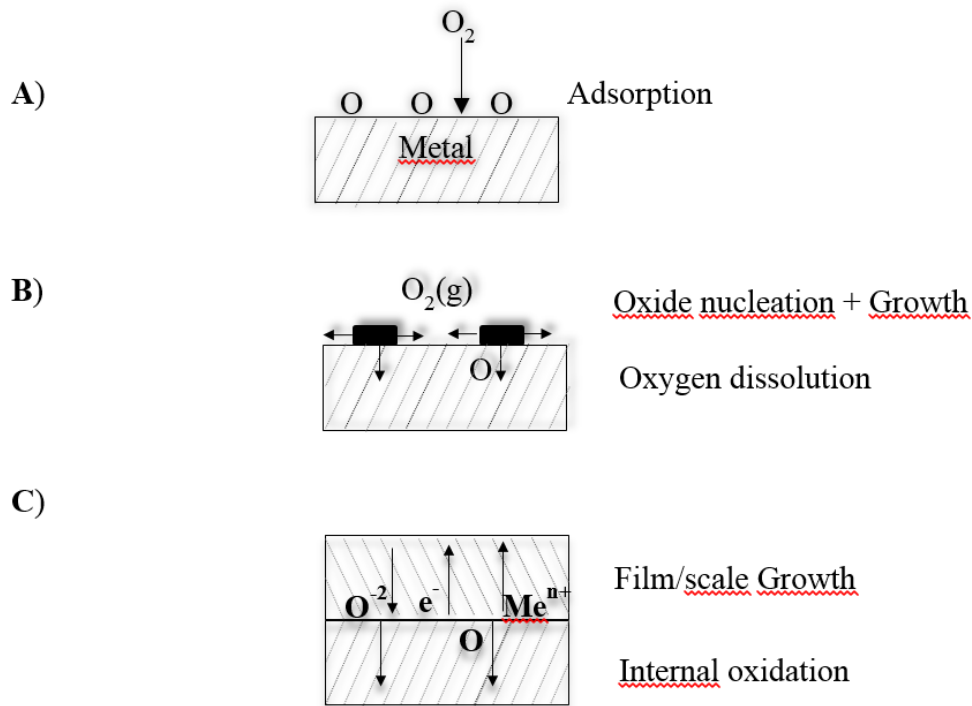 O2
A)
O O O
Adsorption
Metal
B)
O2(g)
Oxide nucleation + Growth
O
Oxygen dissolution
C)
Film/scale Growth
O-2 e- Men+
O
Internal oxidation